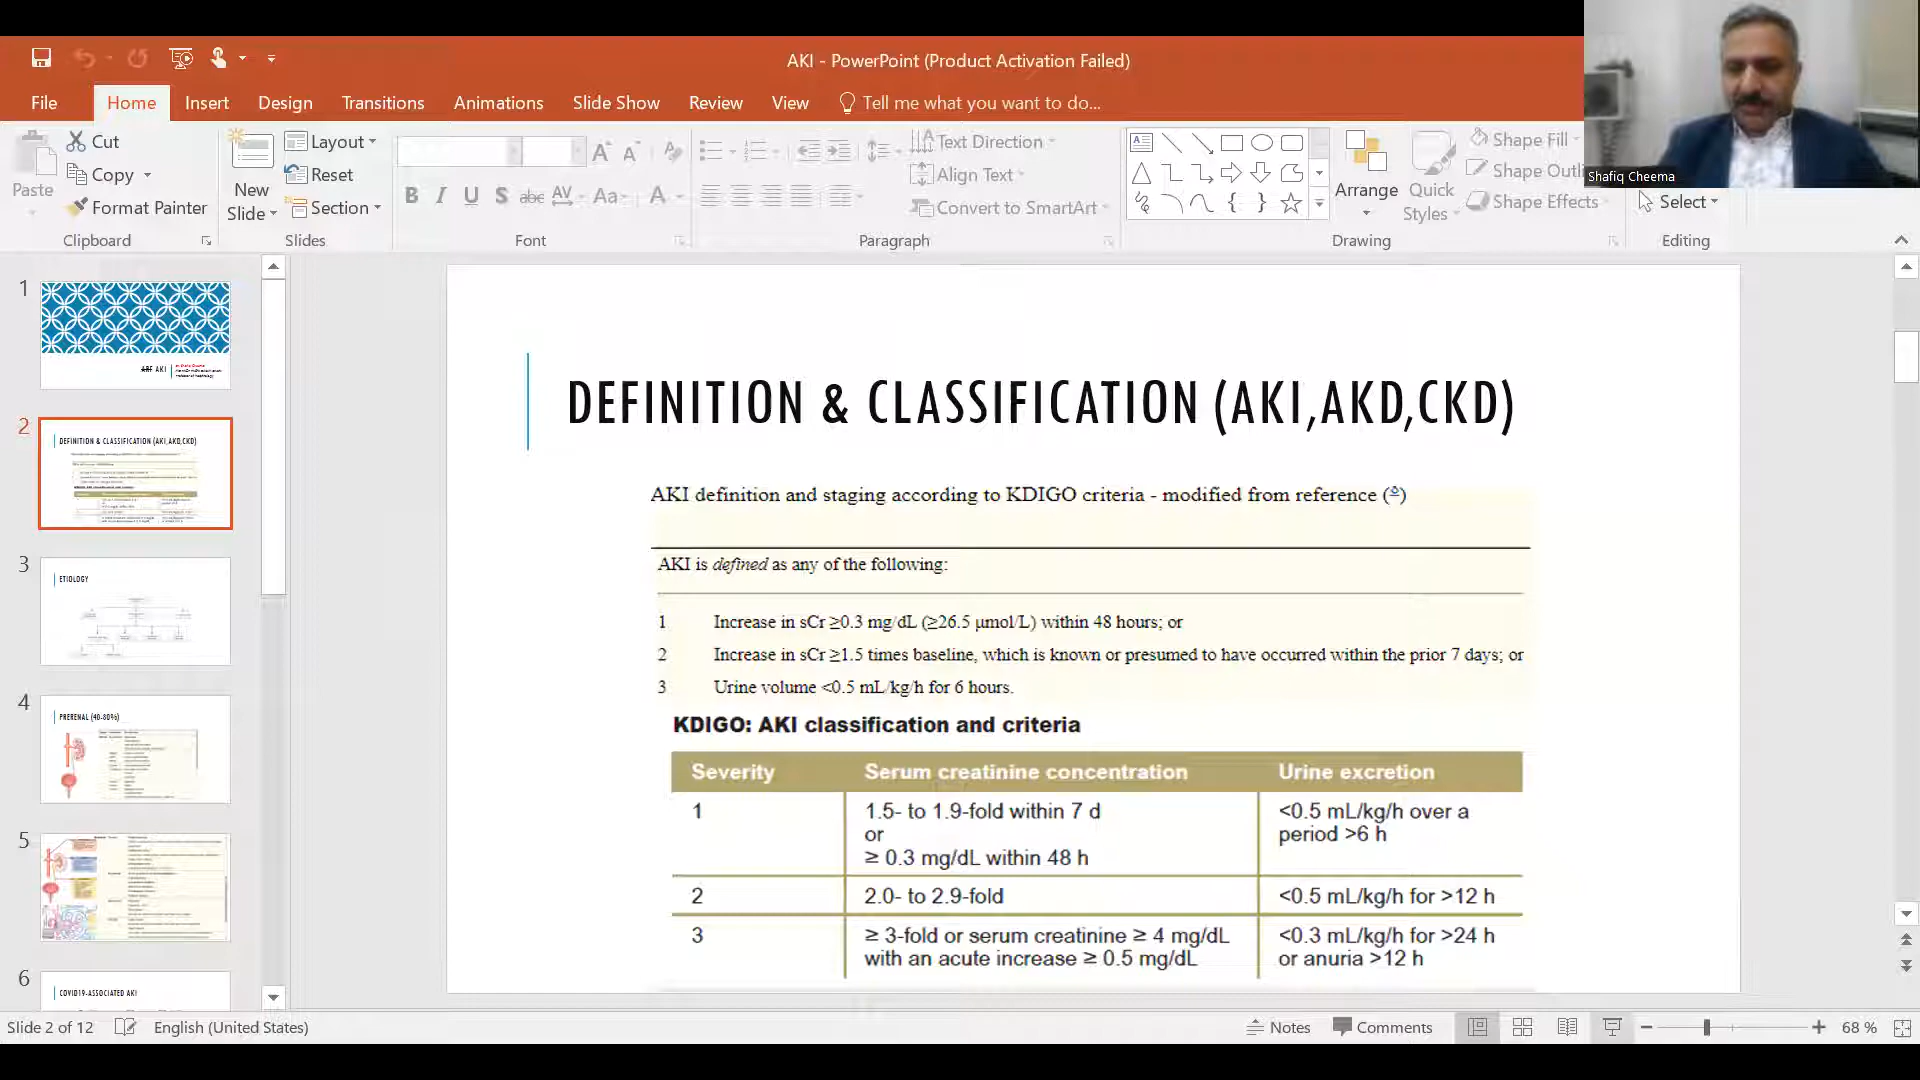 AKI - PowerPoint (Product Activation Failed)
File Home Insert Design Transitions Animations Slide Show Review View Tell me what you want to do...
Paste
Cut
Copy
Format Painter
Clipboard
New
Slide
Layout
Reset
Section
Slides
B I U S abc AV Aa A
Font
Text Direction
Align Text
Convert to SmartArt
Paragraph
Arrange
Quick
Styles
Drawing
Shape Fill
Shape Outli
Shape Effects
Select
Editing
Shafiq Cheema
1
ARF AKI
2
DEFINITION & CLASSIFICATION (AKI,AKD,CKD)
3
ETIOLOGY
4
PRERENAL (40-80%)
5
6
COVID19-ASSOCIATED AKI
DEFINITION & CLASSIFICATION (AKI,AKD,CKD)
AKI definition and staging according to KDIGO criteria - modified from reference (
AKI is defined as any of the following:
1 Increase in sCr ≥0.3 mg/dL (≥26.5 μmol/L) within 48 hours; or
2 Increase in sCr ≥1.5 times baseline, which is known or presumed to have occurred within the prior 7 days; or
3 Urine volume <0.5 mL/kg/h for 6 hours.
KDIGO: AKI classification and criteria
Severity Serum creatinine concentration Urine excretion
1 1.5- to 1.9-fold within 7 d <0.5 mL/kg/h over a
or period >6 h
≥ 0.3 mg/dL within 48 h
2 2.0- to 2.9-fold <0.5 mL/kg/h for >12 h
3 ≥ 3-fold or serum creatinine ≥ 4 mg/dL <0.3 mL/kg/h for >24 h
with an acute increase ≥ 0.5 mg/dL or anuria >12 h
Slide 2 of 12 English (United States) Notes Comments 68 %